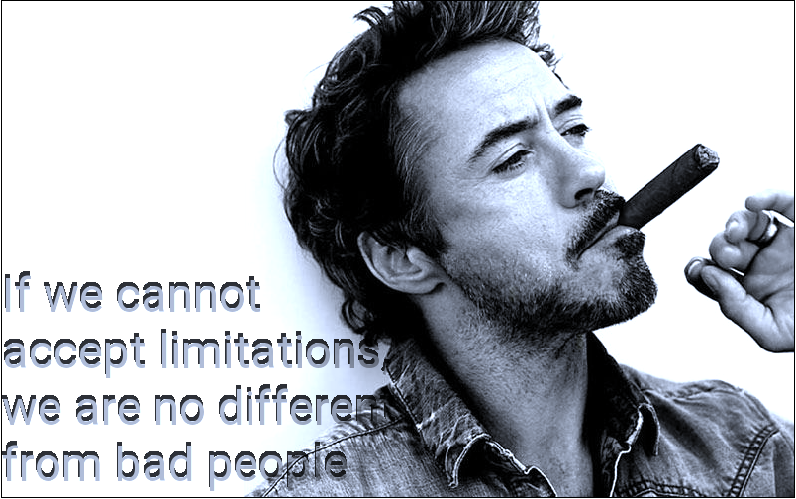 If we cannot
accept limitations,
we are no differen
from bad people